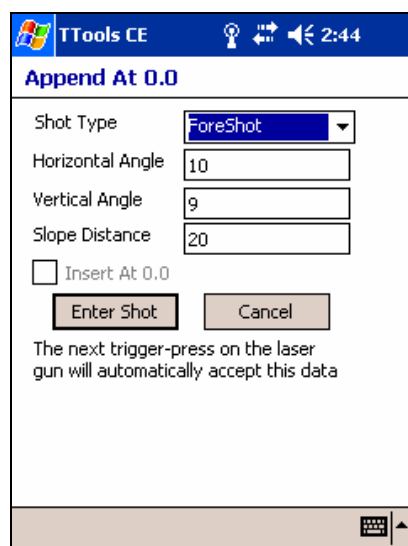 TTools CE 2:44
Append At 0.0
Shot Type ForeShot
Horizontal Angle 10
Vertical Angle 9
Slope Distance 20
Insert At 0.0
Enter Shot Cancel
The next trigger-press on the laser
gun will automatically accept this data